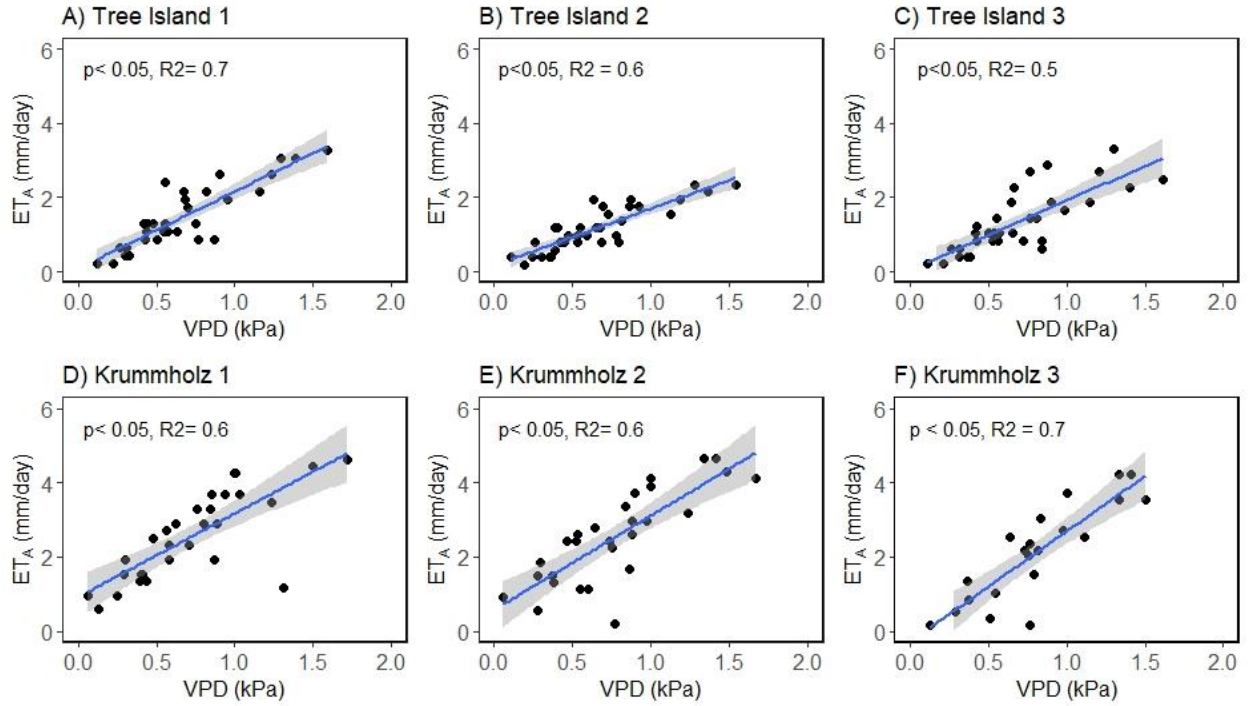 A) Tree Island 1
B) Tree Island 2
C) Tree Island 3
p< 0.05, R2= 0.7
p<0.05, R2 = 0.6
p<0.05, R2= 0.5
ETA (mm/day)
6
4
2
0
ETA (mm/day)
6
4
2
0
ETA (mm/day)
6
4
2
0
0.0 0.5 1.0 1.5 2.0
0.0 0.5 1.0 1.5 2.0
0.0 0.5 1.0 1.5 2.0
VPD (kPa)
VPD (kPa)
VPD (kPa)
D) Krummholz 1
E) Krummholz 2
F) Krummholz 3
p< 0.05, R2= 0.6
p< 0.05, R2= 0.6
p < 0.05, R2 = 0.7
ETA (mm/day)
6
4
2
0
ETA (mm/day)
6
4
2
0
ETA (mm/day)
6
4
2
0
0.0 0.5 1.0 1.5 2.0
0.0 0.5 1.0 1.5 2.0
0.0 0.5 1.0 1.5 2.0
VPD (kPa)
VPD (kPa)
VPD (kPa)